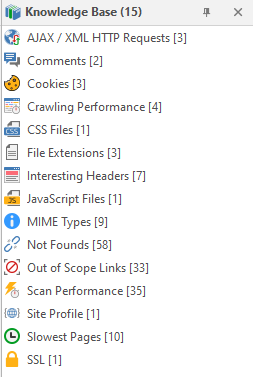 Knowledge Base (15)
AJAX / XML HTTP Requests [3]
Comments [2]
Cookies [3]
Crawling Performance [4]
CSS Files [1]
File Extensions [3]
Interesting Headers [7]
JavaScript Files [1]
MIME Types [9]
Not Founds [58]
Out of Scope Links [33]
Scan Performance [35]
Site Profile [1]
Slowest Pages [10]
SSL [1]